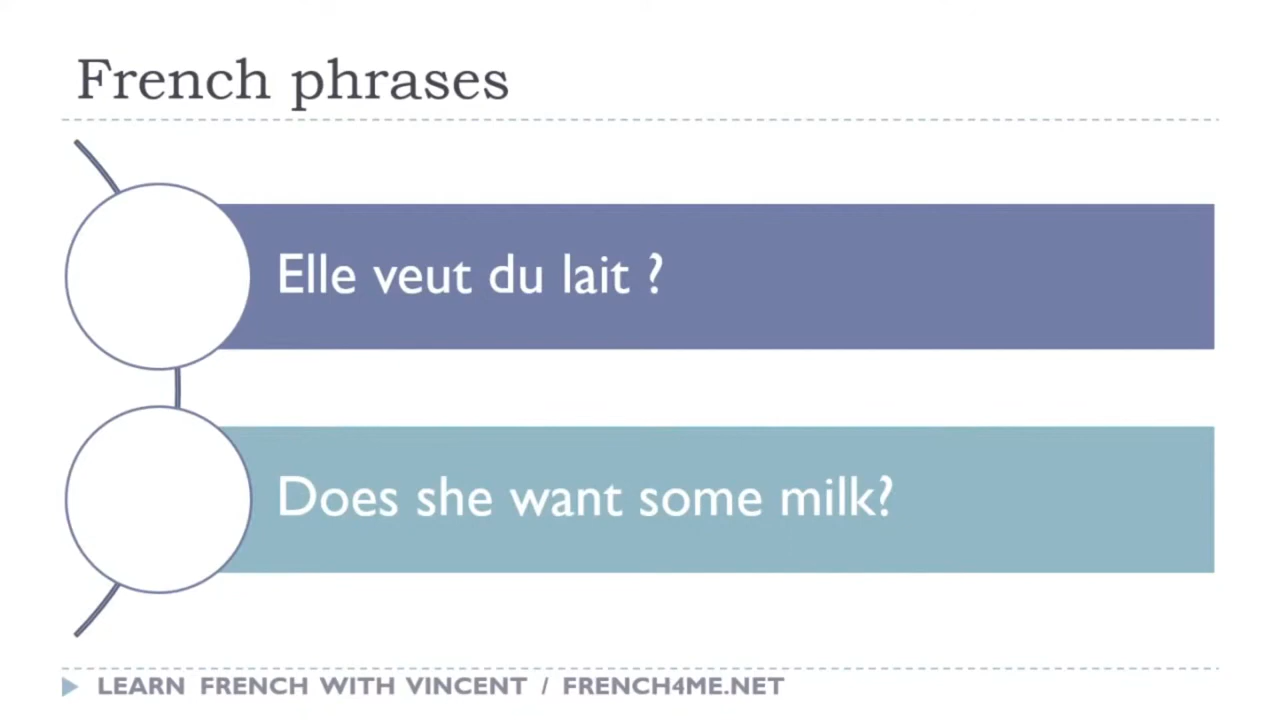 French phrases
Elle veut du lait ?
Does she want some milk?
LEARN FRENCH WITH VINCENT / FRENCH4ME.NET